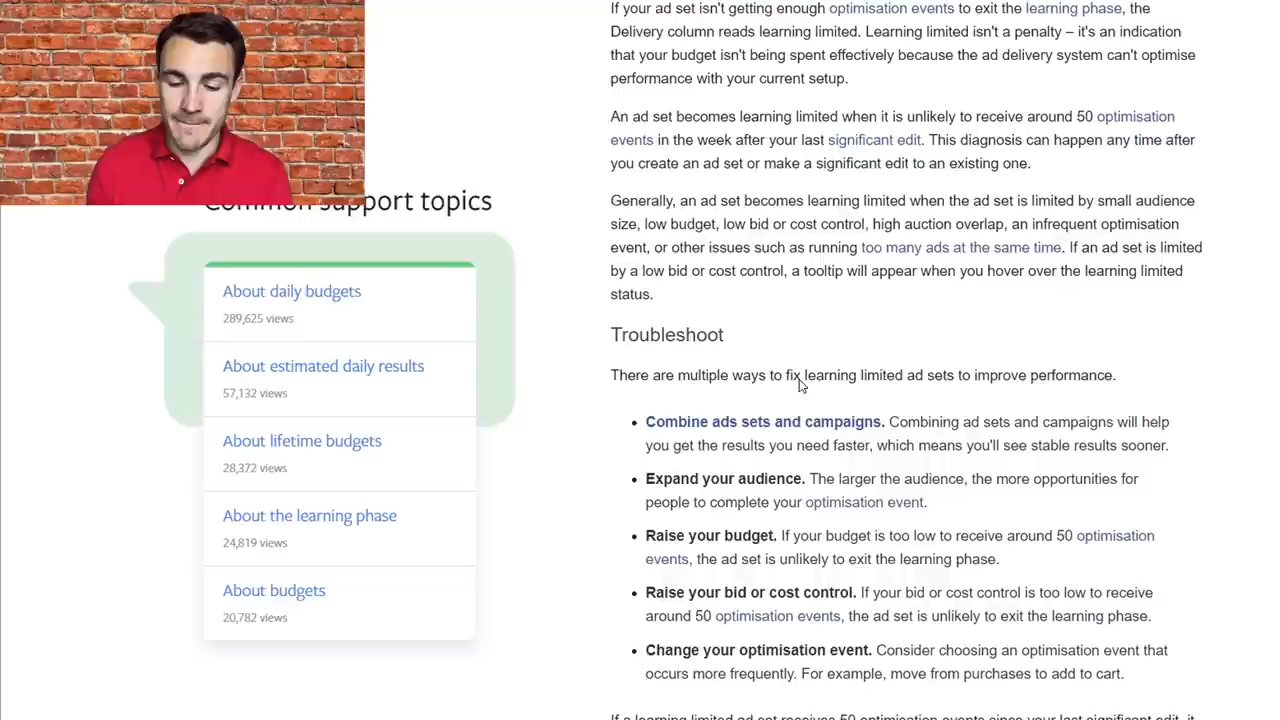 Common support topics
About daily budgets
289,625 views
About estimated daily results
57,132 views
About lifetime budgets
28,372 views
About the learning phase
24,819 views
About budgets
20,782 views
If your ad set isn't getting enough optimisation events to exit the learning phase, the
Delivery column reads learning limited. Learning limited isn't a penalty – it's an indication
that your budget isn't being spent effectively because the ad delivery system can't optimise
performance with your current setup.
An ad set becomes learning limited when it is unlikely to receive around 50 optimisation
events in the week after your last significant edit. This diagnosis can happen any time after
you create an ad set or make a significant edit to an existing one.
Generally, an ad set becomes learning limited when the ad set is limited by small audience
size, low budget, low bid or cost control, high auction overlap, an infrequent optimisation
event, or other issues such as running too many ads at the same time. If an ad set is limited
by a low bid or cost control, a tooltip will appear when you hover over the learning limited
status.
Troubleshoot
There are multiple ways to fix learning limited ad sets to improve performance.
• Combine ads sets and campaigns. Combining ad sets and campaigns will help
you get the results you need faster, which means you'll see stable results sooner.
• Expand your audience. The larger the audience, the more opportunities for
people to complete your optimisation event.
• Raise your budget. If your budget is too low to receive around 50 optimisation
events, the ad set is unlikely to exit the learning phase.
• Raise your bid or cost control. If your bid or cost control is too low to receive
around 50 optimisation events, the ad set is unlikely to exit the learning phase.
• Change your optimisation event. Consider choosing an optimisation event that
occurs more frequently. For example, move from purchases to add to cart.
If a learning limited ad set receives 50 optimisation events since your last significant edit, it